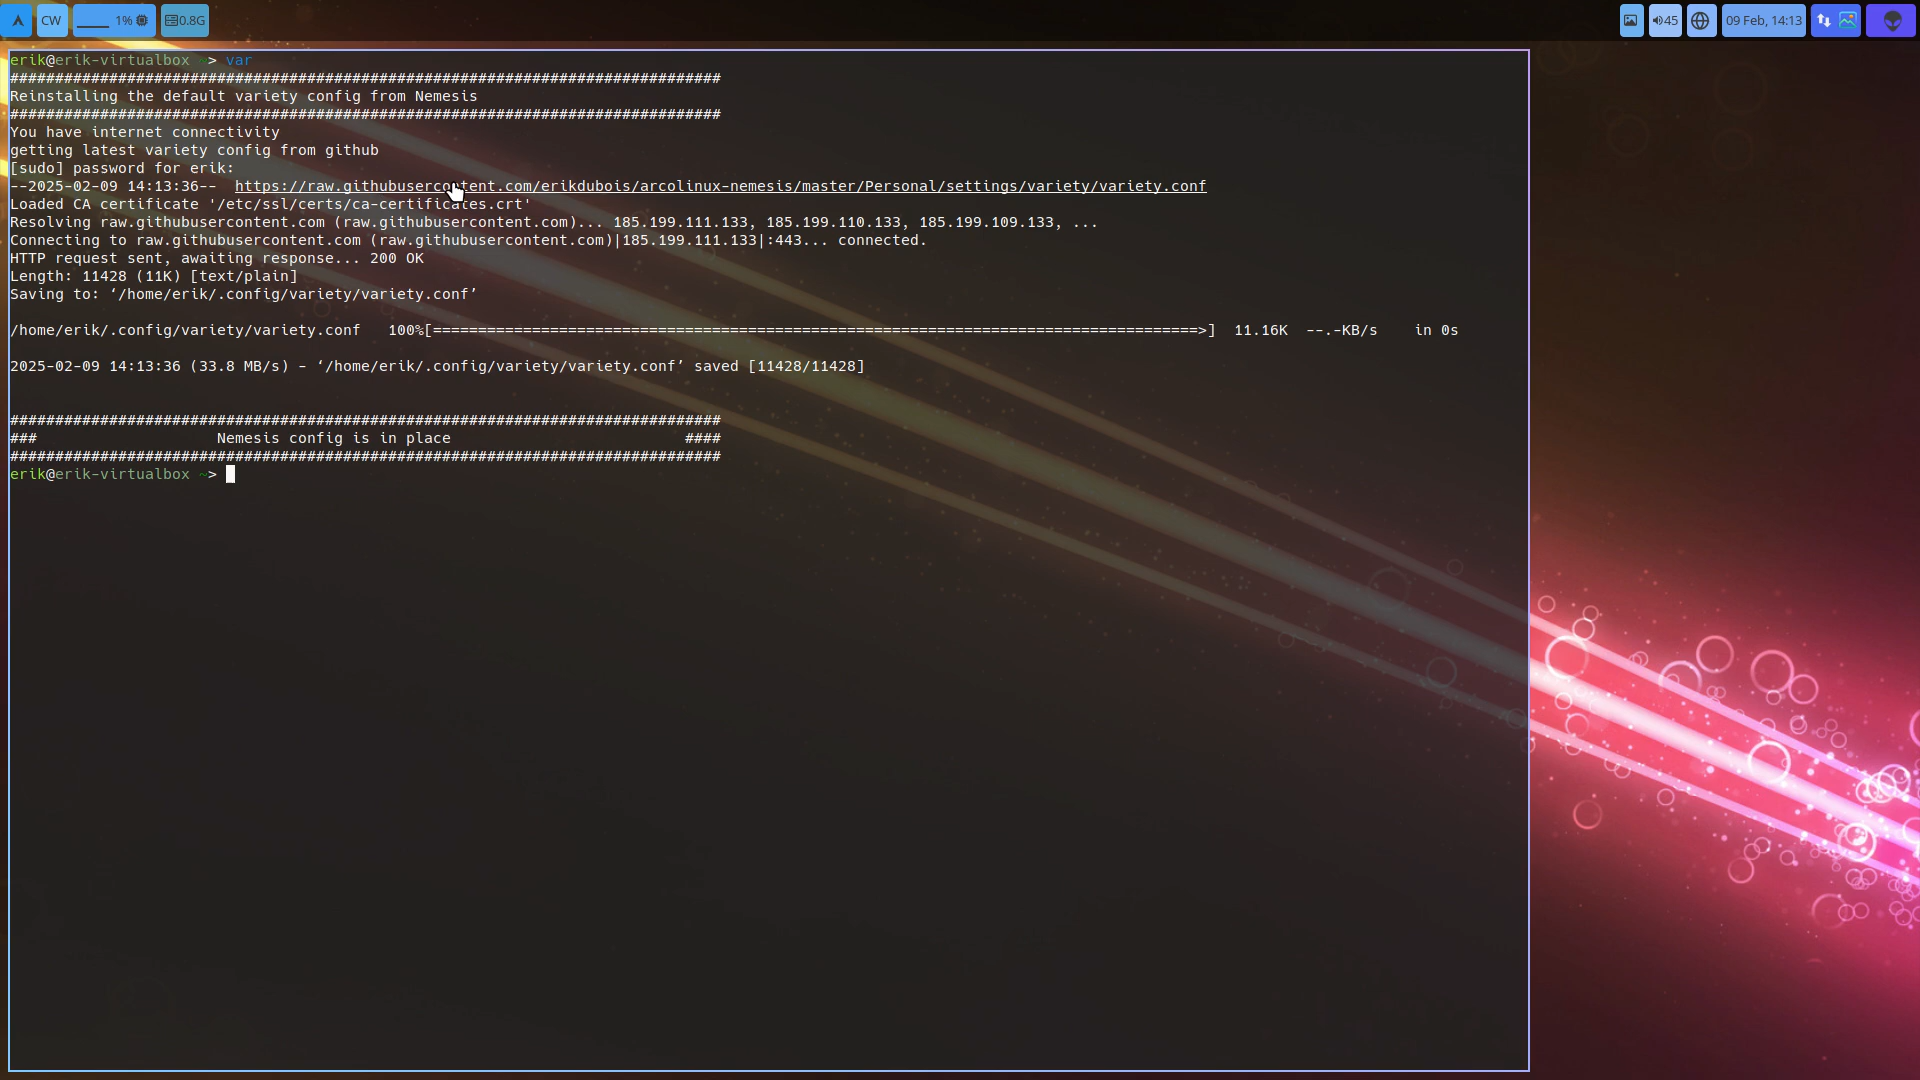 CW 1% 0.8G 45 09 Feb, 14:13
erik@erik-virtualbox ~> var
###############################################################################
Reinstalling the default variety config from Nemesis
###############################################################################
You have internet connectivity
getting latest variety config from github
[sudo] password for erik:
--2025-02-09 14:13:36--  https://raw.githubusercontent.com/erikdubois/arcolinux-nemesis/master/Personal/settings/variety/variety.conf
Loaded CA certificate '/etc/ssl/certs/ca-certificates.crt'
Resolving raw.githubusercontent.com (raw.githubusercontent.com)... 185.199.111.133, 185.199.110.133, 185.199.109.133, ...
Connecting to raw.githubusercontent.com (raw.githubusercontent.com)|185.199.111.133|:443... connected.
HTTP request sent, awaiting response... 200 OK
Length: 11428 (11K) [text/plain]
Saving to: ‘/home/erik/.config/variety/variety.conf’
/home/erik/.config/variety/variety.conf   100%[=====================================================================================>]  11.16K  --.-KB/s    in 0s
2025-02-09 14:13:36 (33.8 MB/s) - ‘/home/erik/.config/variety/variety.conf’ saved [11428/11428]
###############################################################################
###                    Nemesis config is in place                          ####
###############################################################################
erik@erik-virtualbox ~>